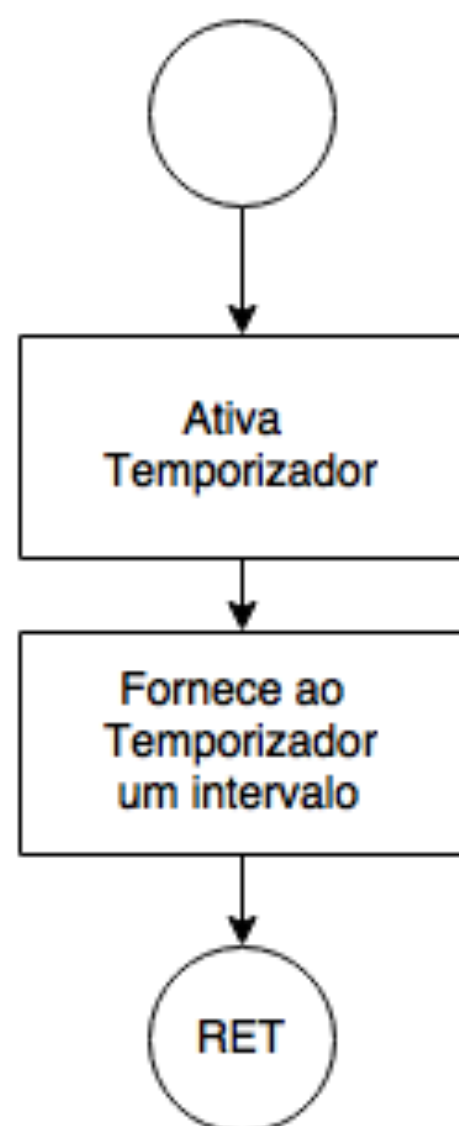 Ativa
Temporizador
Fornece ao
Temporizador
um intervalo
RET